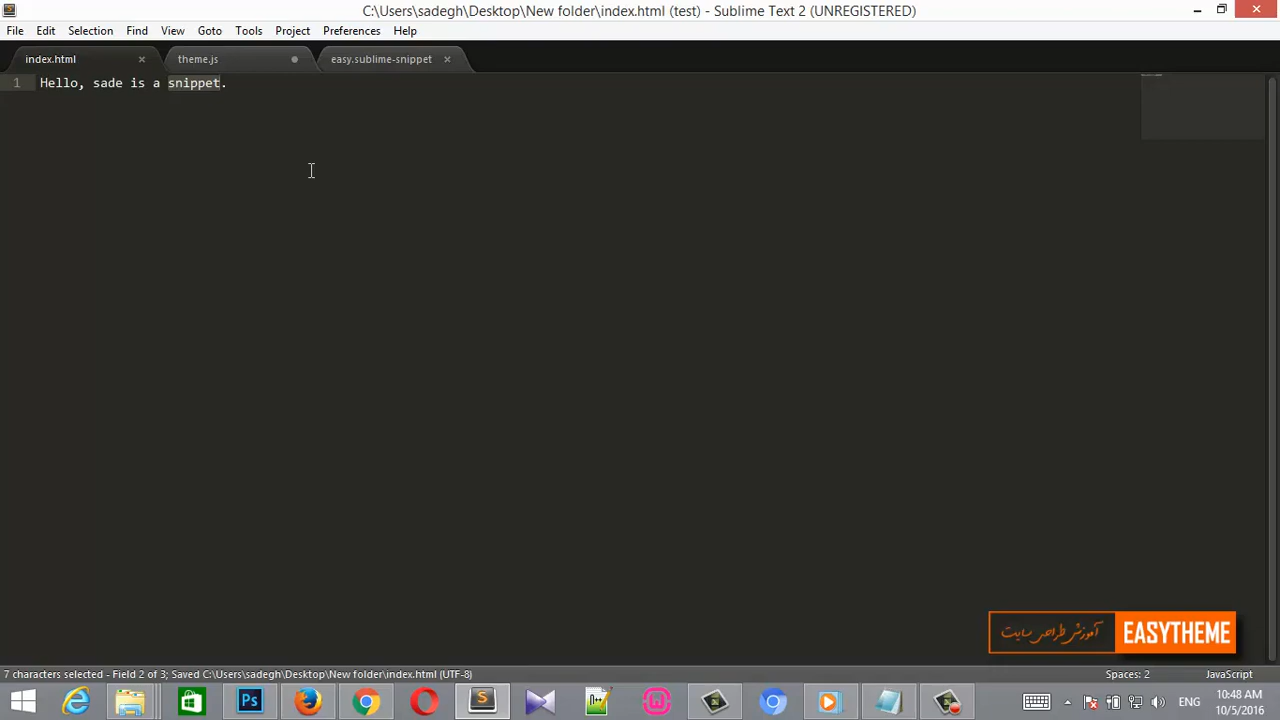 C:\Users\sadegh\Desktop\New folder\index.html (test) - Sublime Text 2 (UNREGISTERED)
File Edit Selection Find View Goto Tools Project Preferences Help
index.html theme.js easy.sublime-snippet
1 Hello, sade is a snippet.
آموزش طراحی سایت EASYTHEME
7 characters selected - Field 2 of 3; Saved C:\Users\sadegh\Desktop\New folder\index.html (UTF-8) Spaces: 2 JavaScript
Ps
n++
ENG
10:48 AM
10/5/2016